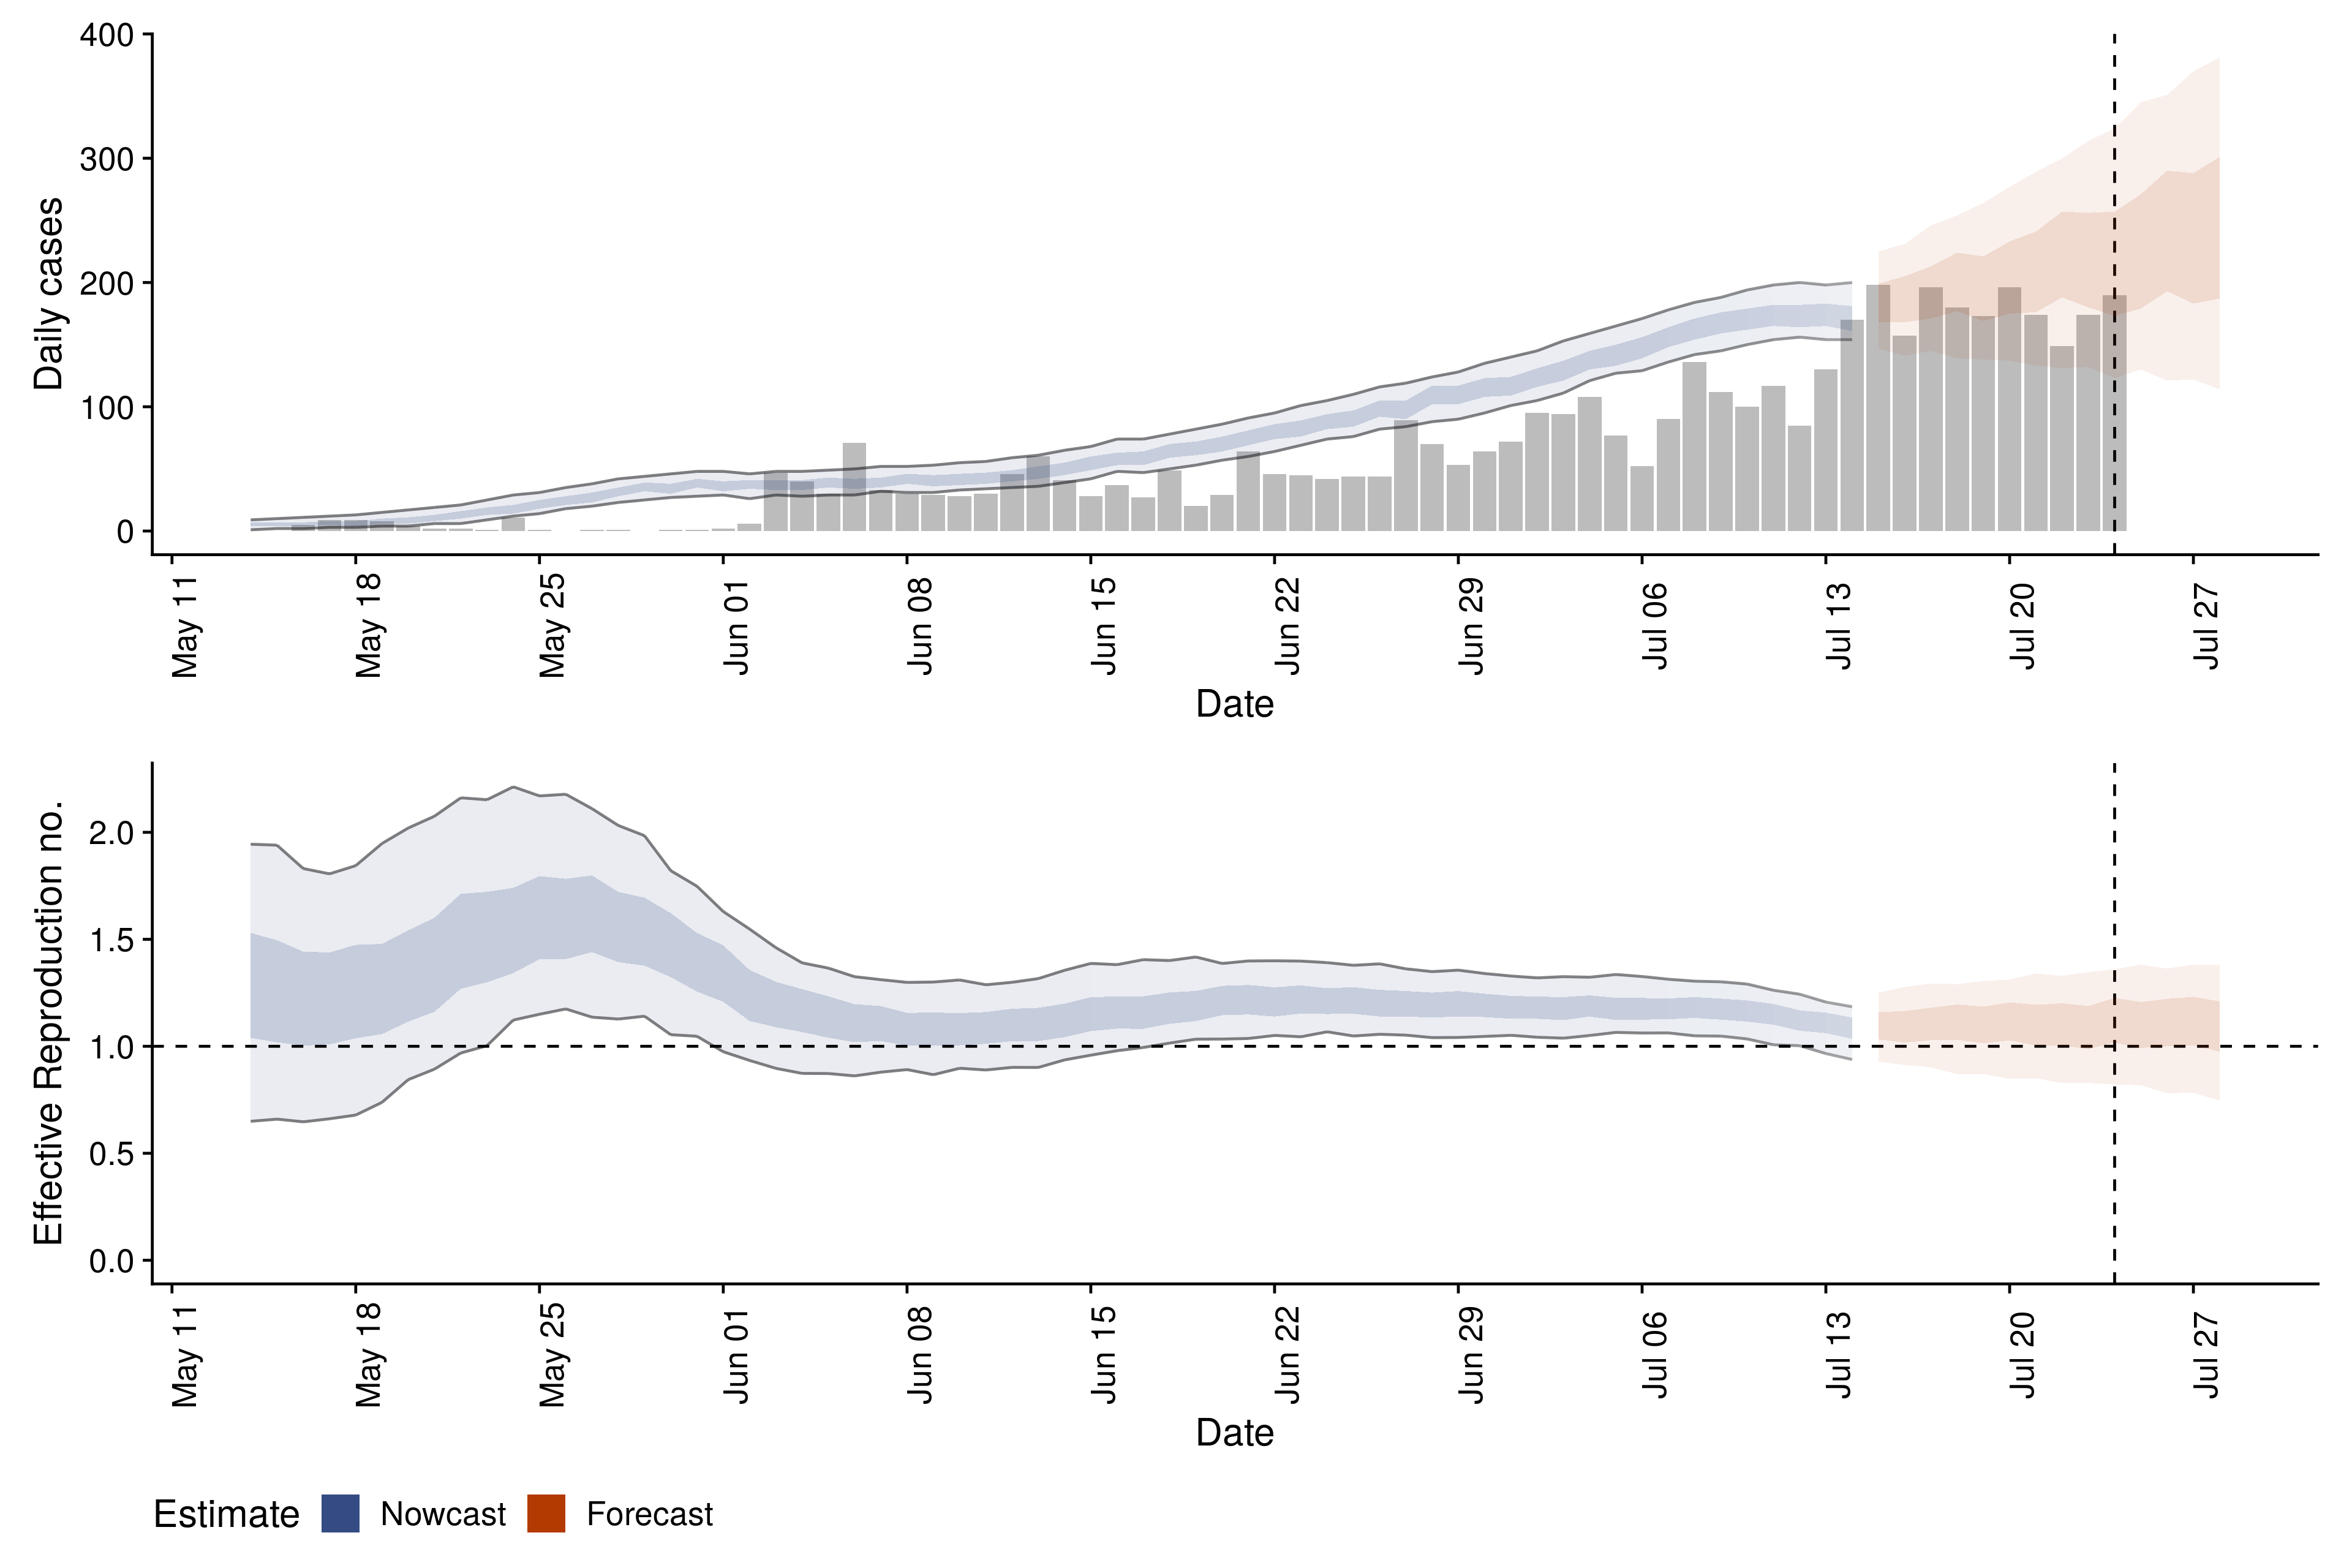 Daily cases
400
300
200
100
0
May 11
May 18
May 25
Jun 01
Jun 08
Jun 15
Jun 22
Jun 29
Jul 06
Jul 13
Jul 20
Jul 27
Date
Effective Reproduction no.
2.0
1.5
1.0
0.5
0.0
May 11
May 18
May 25
Jun 01
Jun 08
Jun 15
Jun 22
Jun 29
Jul 06
Jul 13
Jul 20
Jul 27
Date
Estimate Nowcast Forecast